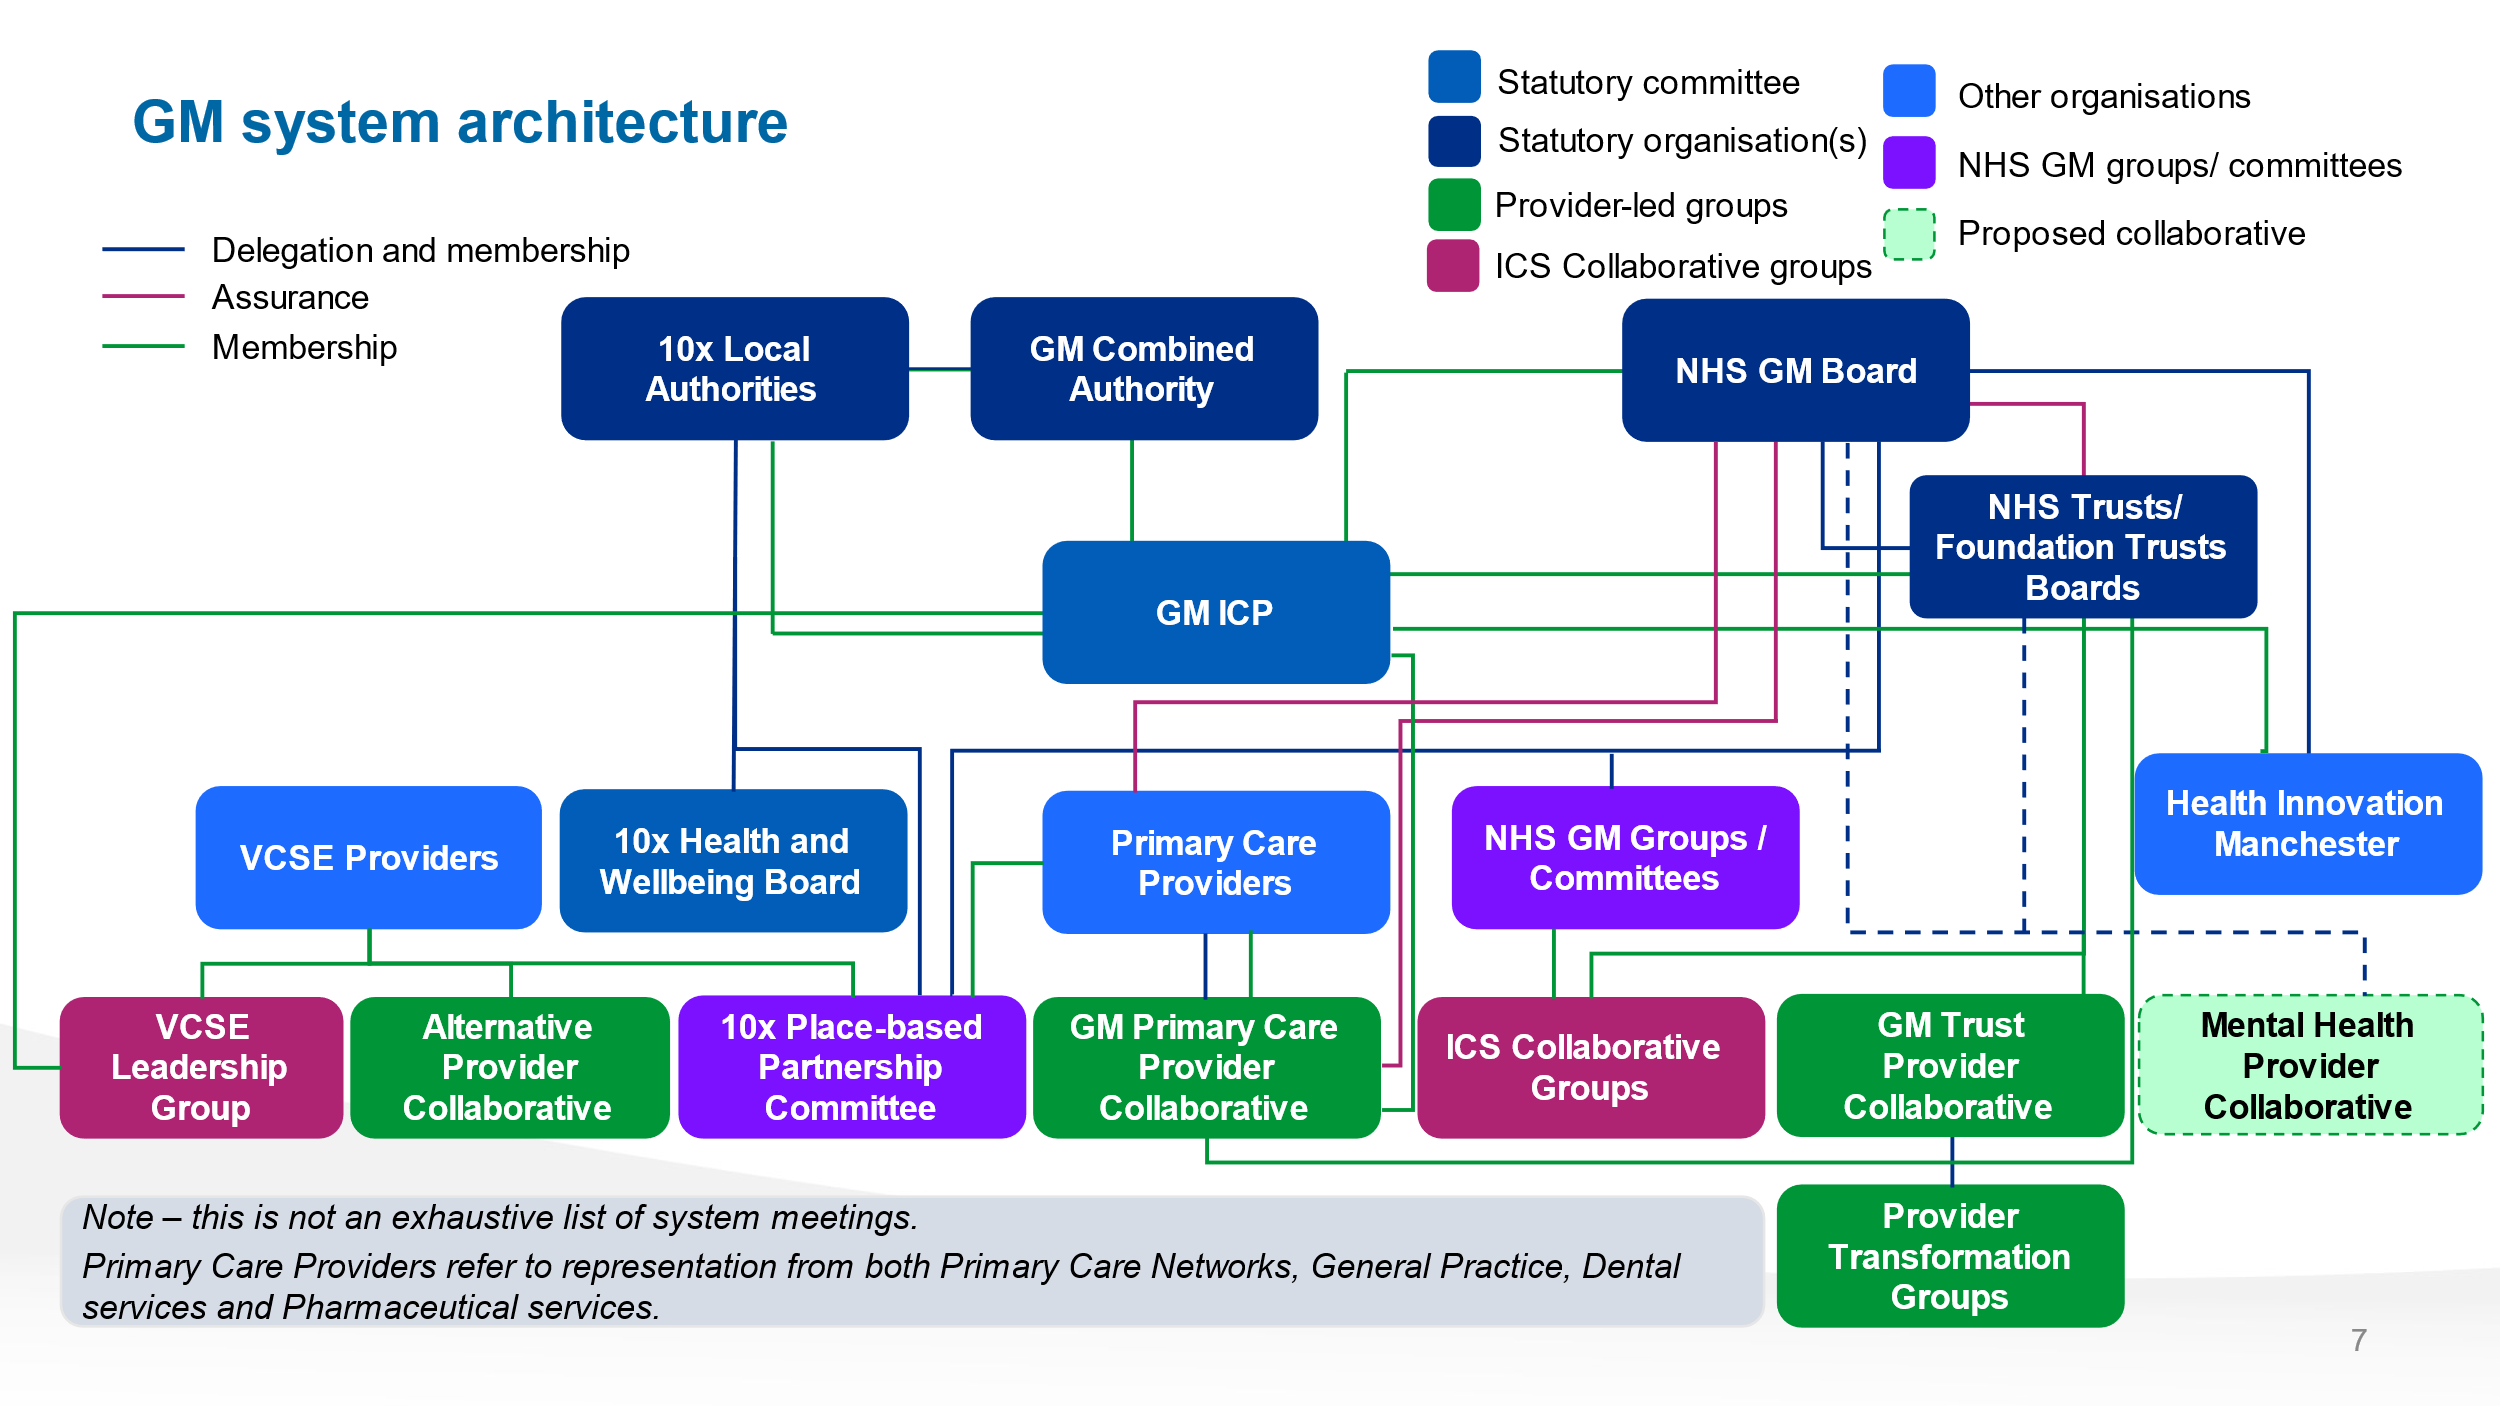 GM system architecture
Statutory committee
Statutory organisation(s)
Provider-led groups
ICS Collaborative groups
Other organisations
NHS GM groups/ committees
Proposed collaborative
Delegation and membership
Assurance
Membership
10x Local
Authorities
GM Combined
Authority
NHS GM Board
NHS Trusts/
Foundation Trusts
Boards
GM ICP
VCSE Providers
10x Health and
Wellbeing Board
Primary Care
Providers
NHS GM Groups /
Committees
Health Innovation
Manchester
VCSE
Leadership
Group
Alternative
Provider
Collaborative
10x Place-based
Partnership
Committee
GM Primary Care
Provider
Collaborative
ICS Collaborative
Groups
GM Trust
Provider
Collaborative
Mental Health
Provider
Collaborative
Provider
Transformation
Groups
Note – this is not an exhaustive list of system meetings.
Primary Care Providers refer to representation from both Primary Care Networks, General Practice, Dental
services and Pharmaceutical services.
7